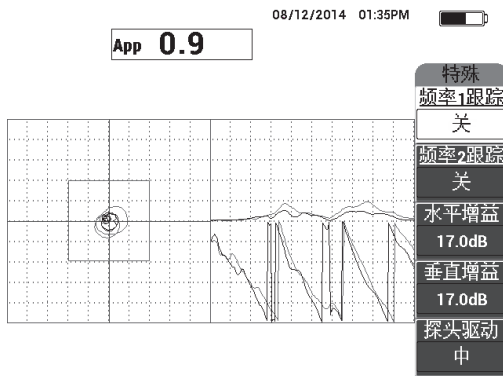 08/12/2014 01:35PM
App 0.9
特殊
频率1跟踪
关
频率2跟踪
关
水平增益
17.0dB
垂直增益
17.0dB
探头驱动
中